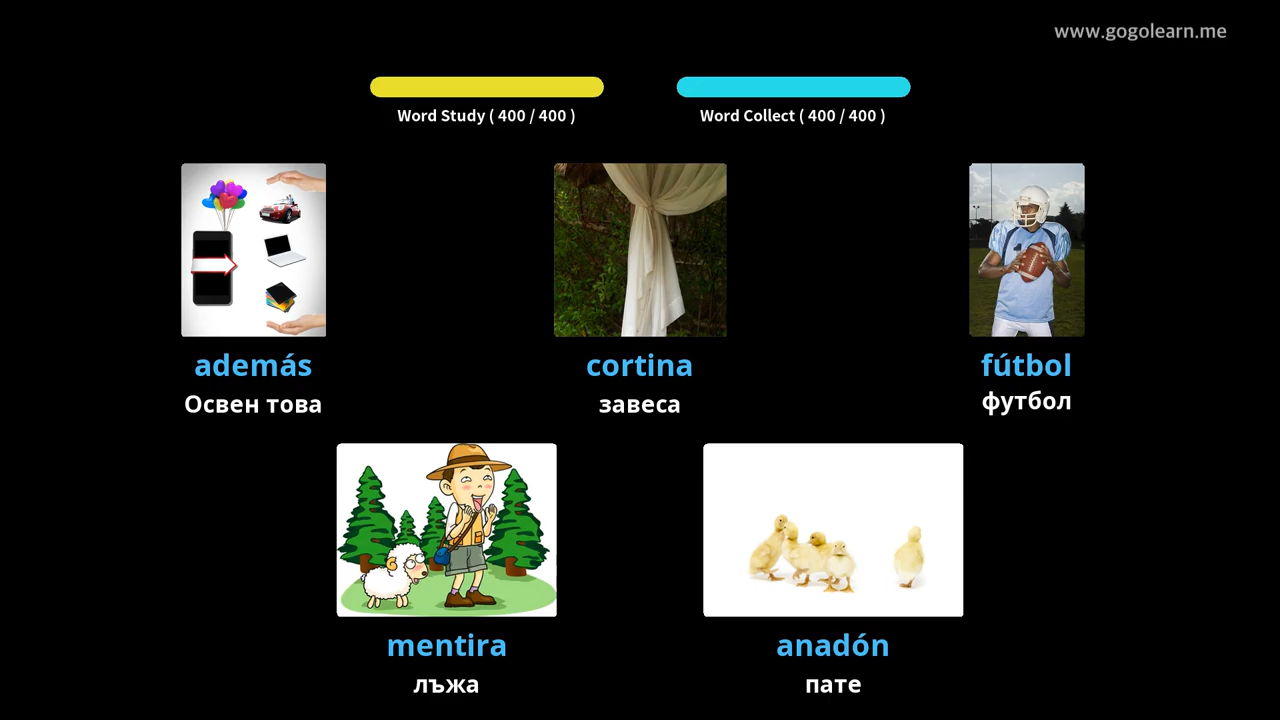 www.gogolearn.me
Word Study ( 400 / 400 )
Word Collect ( 400 / 400 )
además
Освен това
cortina
завеса
fútbol
футбол
mentira
лъжа
anadón
пате